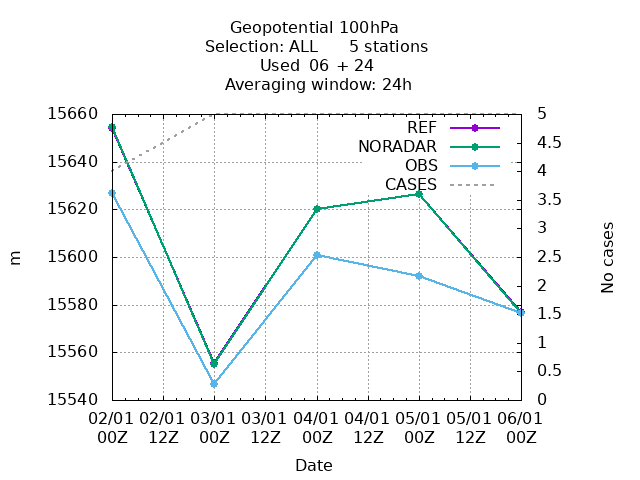 Geopotential 100hPa
Selection: ALL 5 stations
Used 06 + 24
Averaging window: 24h
15660
15640
15620
15600
15580
15560
15540
m
5
4.5
4
3.5
3
2.5
2
1.5
1
0.5
0
No cases
REF
NORADAR
OBS
CASES
02/01 02/01 03/01 03/01 04/01 04/01 05/01 05/01 06/01
00Z 12Z 00Z 12Z 00Z 12Z 00Z 12Z 00Z
Date